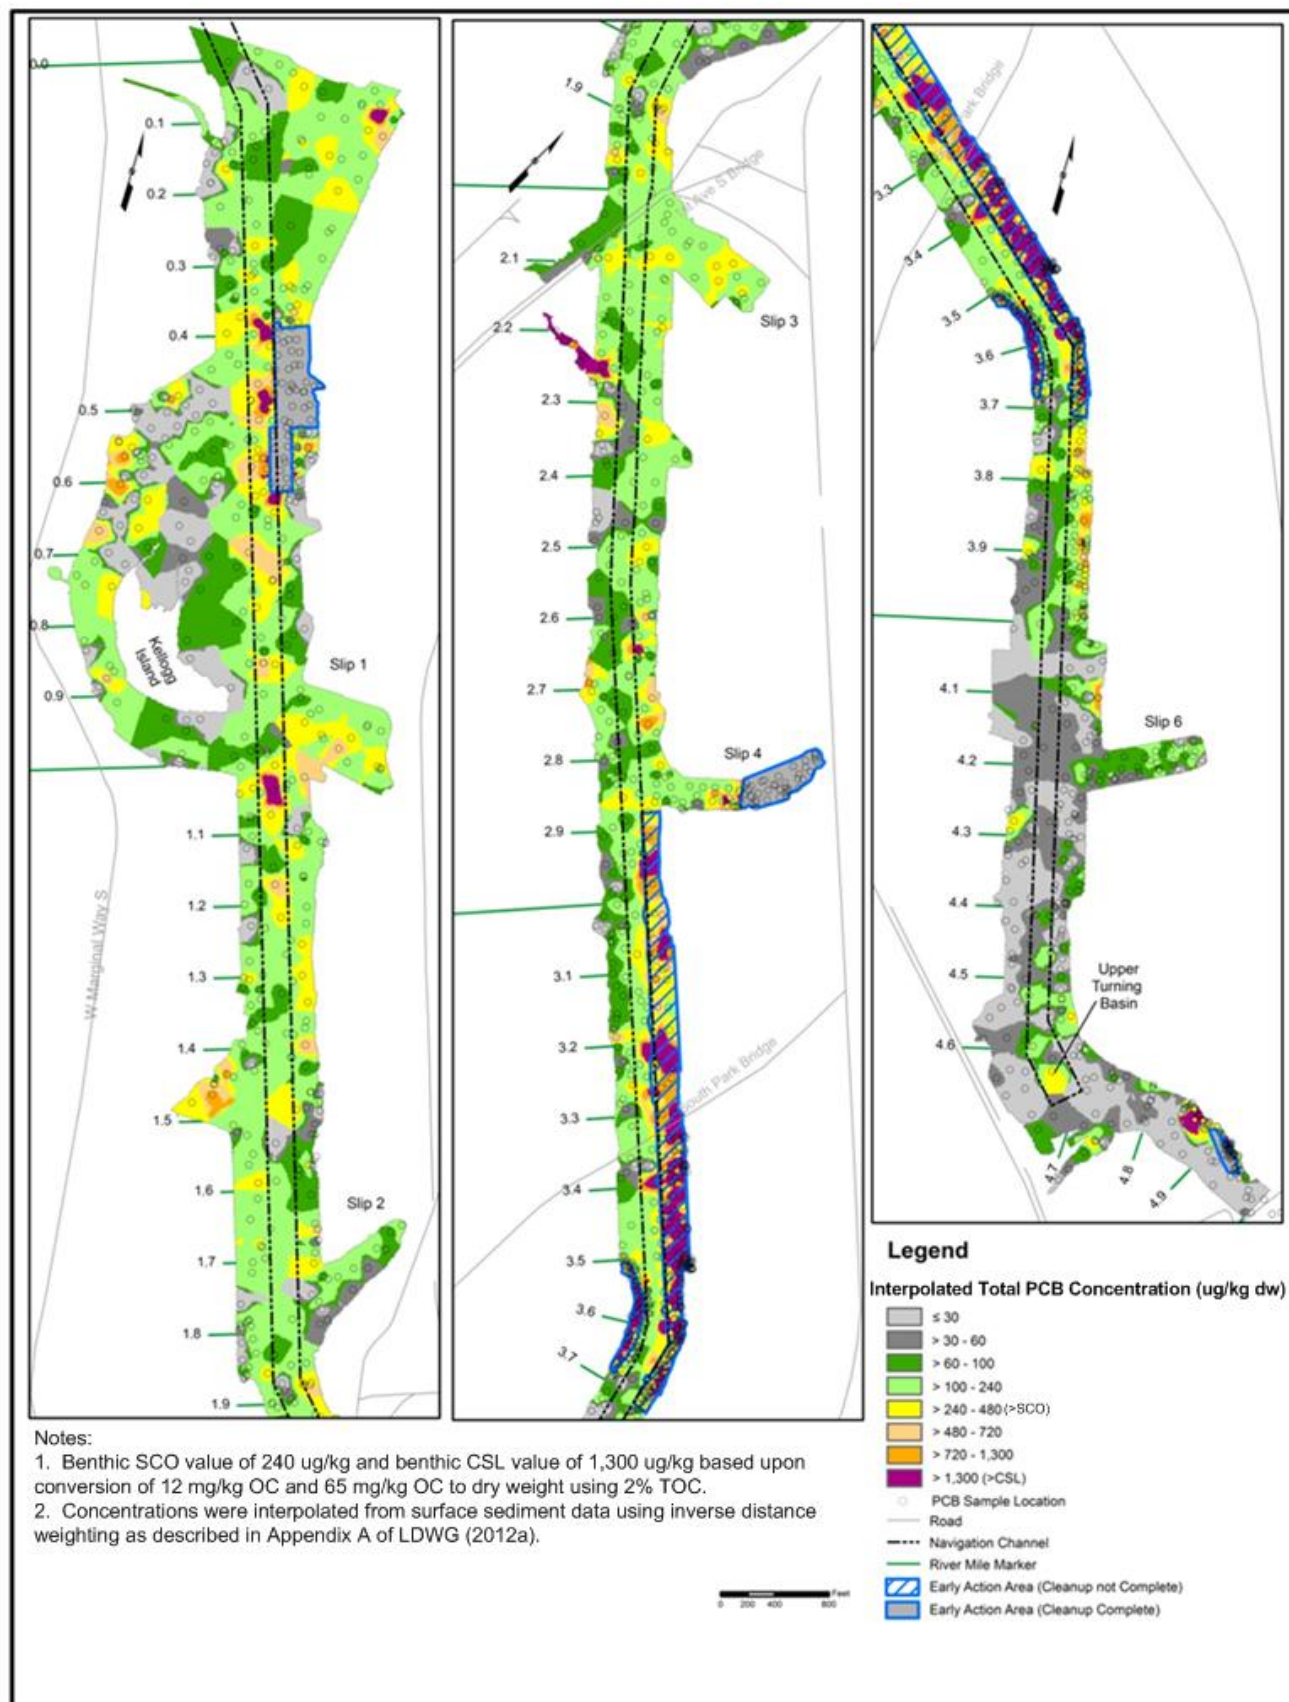 0.0
0.1
0.2
0.3
0.4
0.5
0.6
0.7
0.8
0.9
Kellogg
Island
Slip 1
1.1
1.2
1.3
1.4
1.5
1.6
Slip 2
1.7
1.8
1.9
W Marginal Way S
1.9
Ave S Bridge
2.1
Slip 3
2.2
2.3
2.4
2.5
2.6
2.7
Slip 4
2.8
2.9
3.1
3.2
South Park Bridge
3.3
3.4
3.5
3.6
3.7
Park Bridge
3.3
3.4
3.5
3.6
3.7
3.8
3.9
4.1
Slip 6
4.2
4.3
4.4
4.5
Upper
Turning
Basin
4.6
4.7
4.8
4.9
Legend
Interpolated Total PCB Concentration (ug/kg dw)
≤ 30
> 30 - 60
> 60 - 100
> 100 - 240
> 240 - 480 (>SCO)
> 480 - 720
> 720 - 1,300
> 1,300 (>CSL)
PCB Sample Location
Road
Navigation Channel
River Mile Marker
Early Action Area (Cleanup not Complete)
Early Action Area (Cleanup Complete)
Notes:
1. Benthic SCO value of 240 ug/kg and benthic CSL value of 1,300 ug/kg based upon
conversion of 12 mg/kg OC and 65 mg/kg OC to dry weight using 2% TOC.
2. Concentrations were interpolated from surface sediment data using inverse distance
weighting as described in Appendix A of LDWG (2012a).
Feet
0 200 400 800